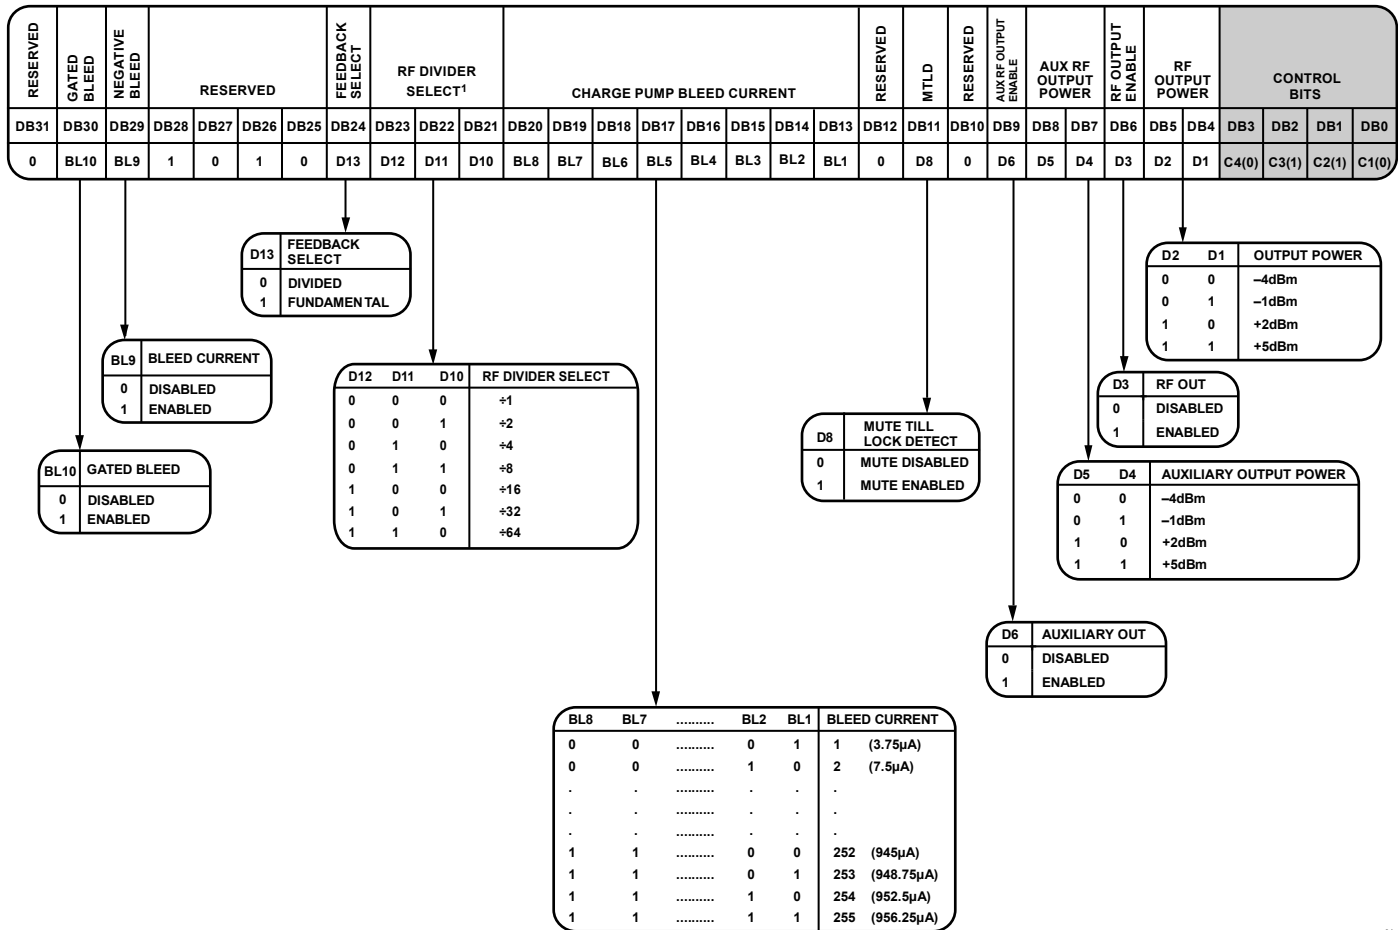 RESERVED
GATED BLEED
NEGATIVE BLEED
RESERVED
FEEDBACK SELECT
RF DIVIDER SELECT1
CHARGE PUMP BLEED CURRENT
RESERVED
MTLD
RESERVED
AUX RF OUTPUT ENABLE
AUX RF OUTPUT POWER
RF OUTPUT ENABLE
RF OUTPUT POWER
CONTROL BITS
DB31 DB30 DB29 DB28 DB27 DB26 DB25 DB24 DB23 DB22 DB21 DB20 DB19 DB18 DB17 DB16 DB15 DB14 DB13 DB12 DB11 DB10 DB9 DB8 DB7 DB6 DB5 DB4 DB3 DB2 DB1 DB0
0 BL10 BL9 1 0 1 0 D13 D12 D11 D10 BL8 BL7 BL6 BL5 BL4 BL3 BL2 BL1 0 D8 0 D6 D5 D4 D3 D2 D1 C4(0) C3(1) C2(1) C1(0)
D13 FEEDBACK SELECT
0 DIVIDED
1 FUNDAMENTAL
BL9 BLEED CURRENT
0 DISABLED
1 ENABLED
BL10 GATED BLEED
0 DISABLED
1 ENABLED
D12 D11 D10 RF DIVIDER SELECT
0 0 0 ÷1
0 0 1 ÷2
0 1 0 ÷4
0 1 1 ÷8
1 0 0 ÷16
1 0 1 ÷32
1 1 0 ÷64
D8 MUTE TILL LOCK DETECT
0 MUTE DISABLED
1 MUTE ENABLED
D2 D1 OUTPUT POWER
0 0 –4dBm
0 1 –1dBm
1 0 +2dBm
1 1 +5dBm
D3 RF OUT
0 DISABLED
1 ENABLED
D5 D4 AUXILIARY OUTPUT POWER
0 0 –4dBm
0 1 –1dBm
1 0 +2dBm
1 1 +5dBm
D6 AUXILIARY OUT
0 DISABLED
1 ENABLED
BL8 BL7 .......... BL2 BL1 BLEED CURRENT
0 0 .......... 0 1 1 (3.75µA)
0 0 .......... 1 0 2 (7.5µA)
. . .......... . . .
. . .......... . . .
. . .......... . . .
1 1 .......... 0 0 252 (945µA)
1 1 .......... 0 1 253 (948.75µA)
1 1 .......... 1 0 254 (952.5µA)
1 1 .......... 1 1 255 (956.25µA)